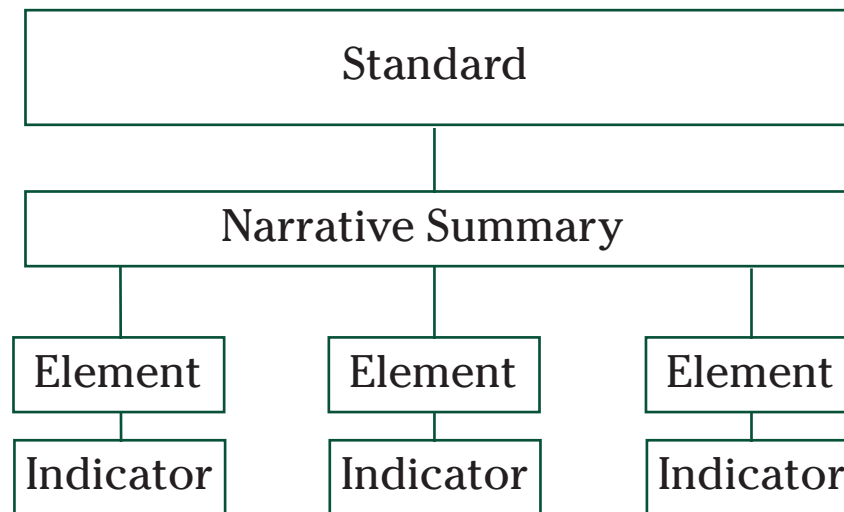 Standard
Narrative Summary
Element Element Element
Indicator Indicator Indicator